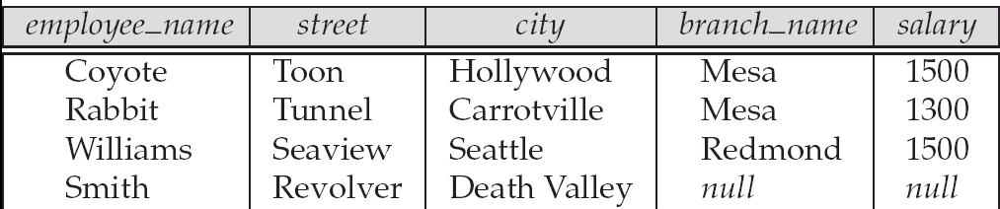 employee_name street city branch_name salary
Coyote Toon Hollywood Mesa 1500
Rabbit Tunnel Carrotville Mesa 1300
Williams Seaview Seattle Redmond 1500
Smith Revolver Death Valley null null